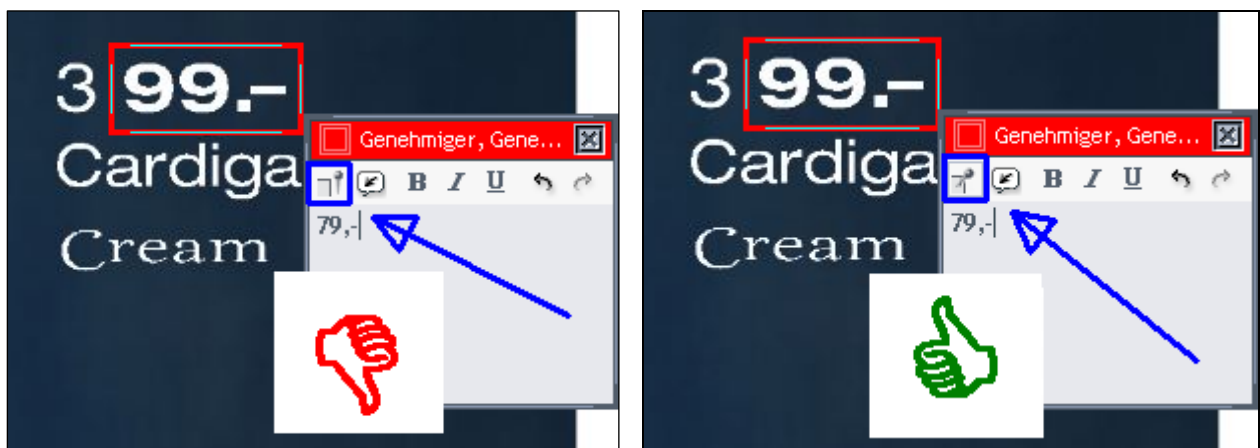 3 99.–
Genehmiger, Gene...
Cardiga
B I U
79,-
Cream
3 99.–
Genehmiger, Gene...
Cardiga
B I U
79,-
Cream